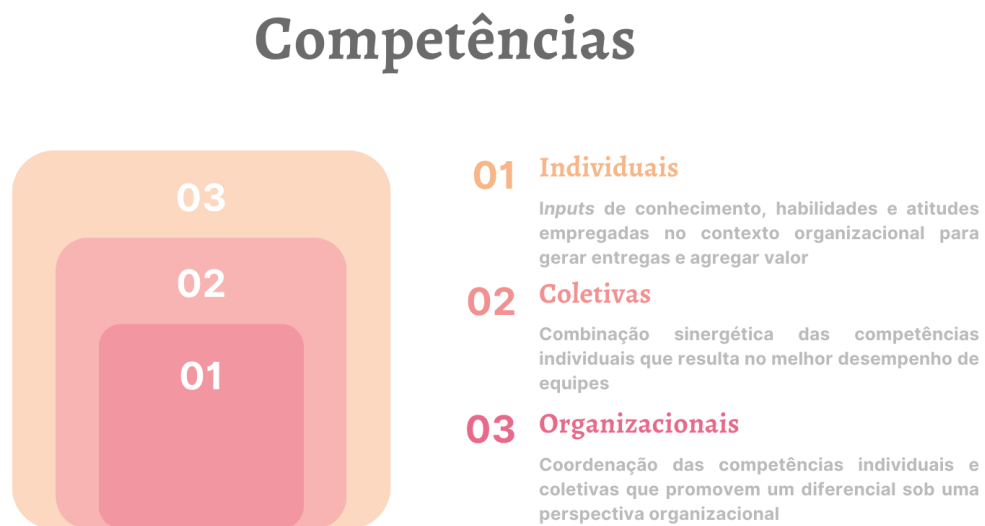 Competências
03
02
01
01 Individuais
Inputs de conhecimento, habilidades e atitudes
empregadas no contexto organizacional para
gerar entregas e agregar valor
02 Coletivas
Combinação sinergética das competências
individuais que resulta no melhor desempenho de
equipes
03 Organizacionais
Coordenação das competências individuais e
coletivas que promovem um diferencial sob uma
perspectiva organizacional